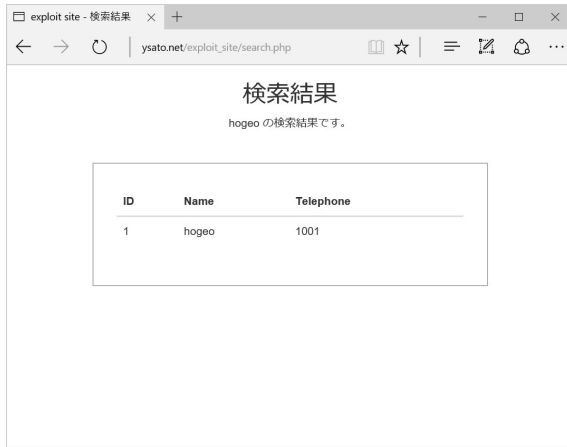 exploit site - 検索結果
ysato.net/exploit_site/search.php
検索結果
hogeo の検索結果です。
ID Name Telephone
1 hogeo 1001